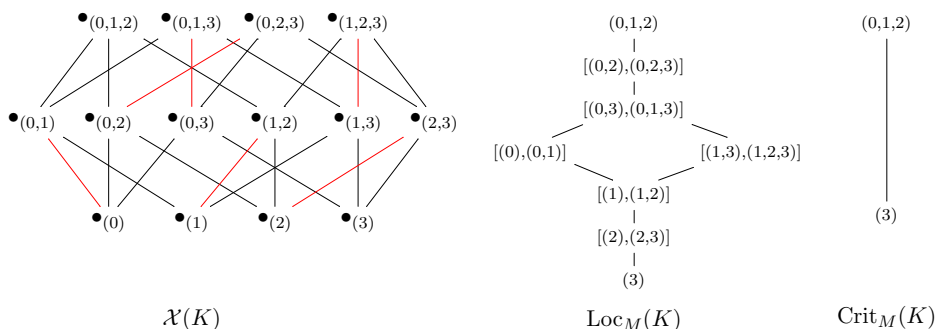 •(0,1,2) •(0,1,3) •(0,2,3) •(1,2,3)
•(0,1) •(0,2) •(0,3) •(1,2) •(1,3) •(2,3)
•(0) •(1) •(2) •(3)
𝒳(K)
(0,1,2)
[(0,2),(0,2,3)]
[(0,3),(0,1,3)]
[(0),(0,1)] [(1,3),(1,2,3)]
[(1),(1,2)]
[(2),(2,3)]
(3)
Loc_M(K)
(0,1,2)
(3)
Crit_M(K)